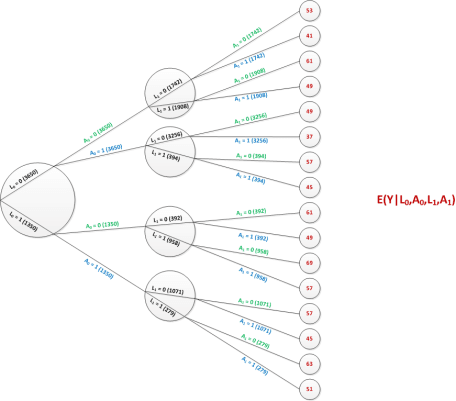 53
A₁ = 0 (1742)
41
A₁ = 1 (1742)
61
L₁ = 0 (1742)
A₁ = 0 (1908)
49
L₁ = 1 (1908)
A₁ = 1 (1908)
A₀ = 0 (3650)
49
A₁ = 0 (3256)
L₁ = 0 (3256)
37
A₁ = 1 (3256)
A₀ = 1 (3650)
L₁ = 1 (394)
57
A₁ = 0 (394)
45
A₁ = 1 (394)
L₀ = 0 (3650)
E(Y|L₀,A₀,L₁,A₁)
L₀ = 1 (1350)
61
A₁ = 0 (392)
A₀ = 0 (1350)
L₁ = 0 (392)
49
A₁ = 1 (392)
L₁ = 1 (958)
69
A₁ = 0 (958)
57
A₁ = 1 (958)
A₀ = 1 (1350)
57
A₁ = 0 (1071)
L₁ = 0 (1071)
45
A₁ = 1 (1071)
L₁ = 1 (279)
63
A₁ = 0 (279)
51
A₁ = 1 (279)